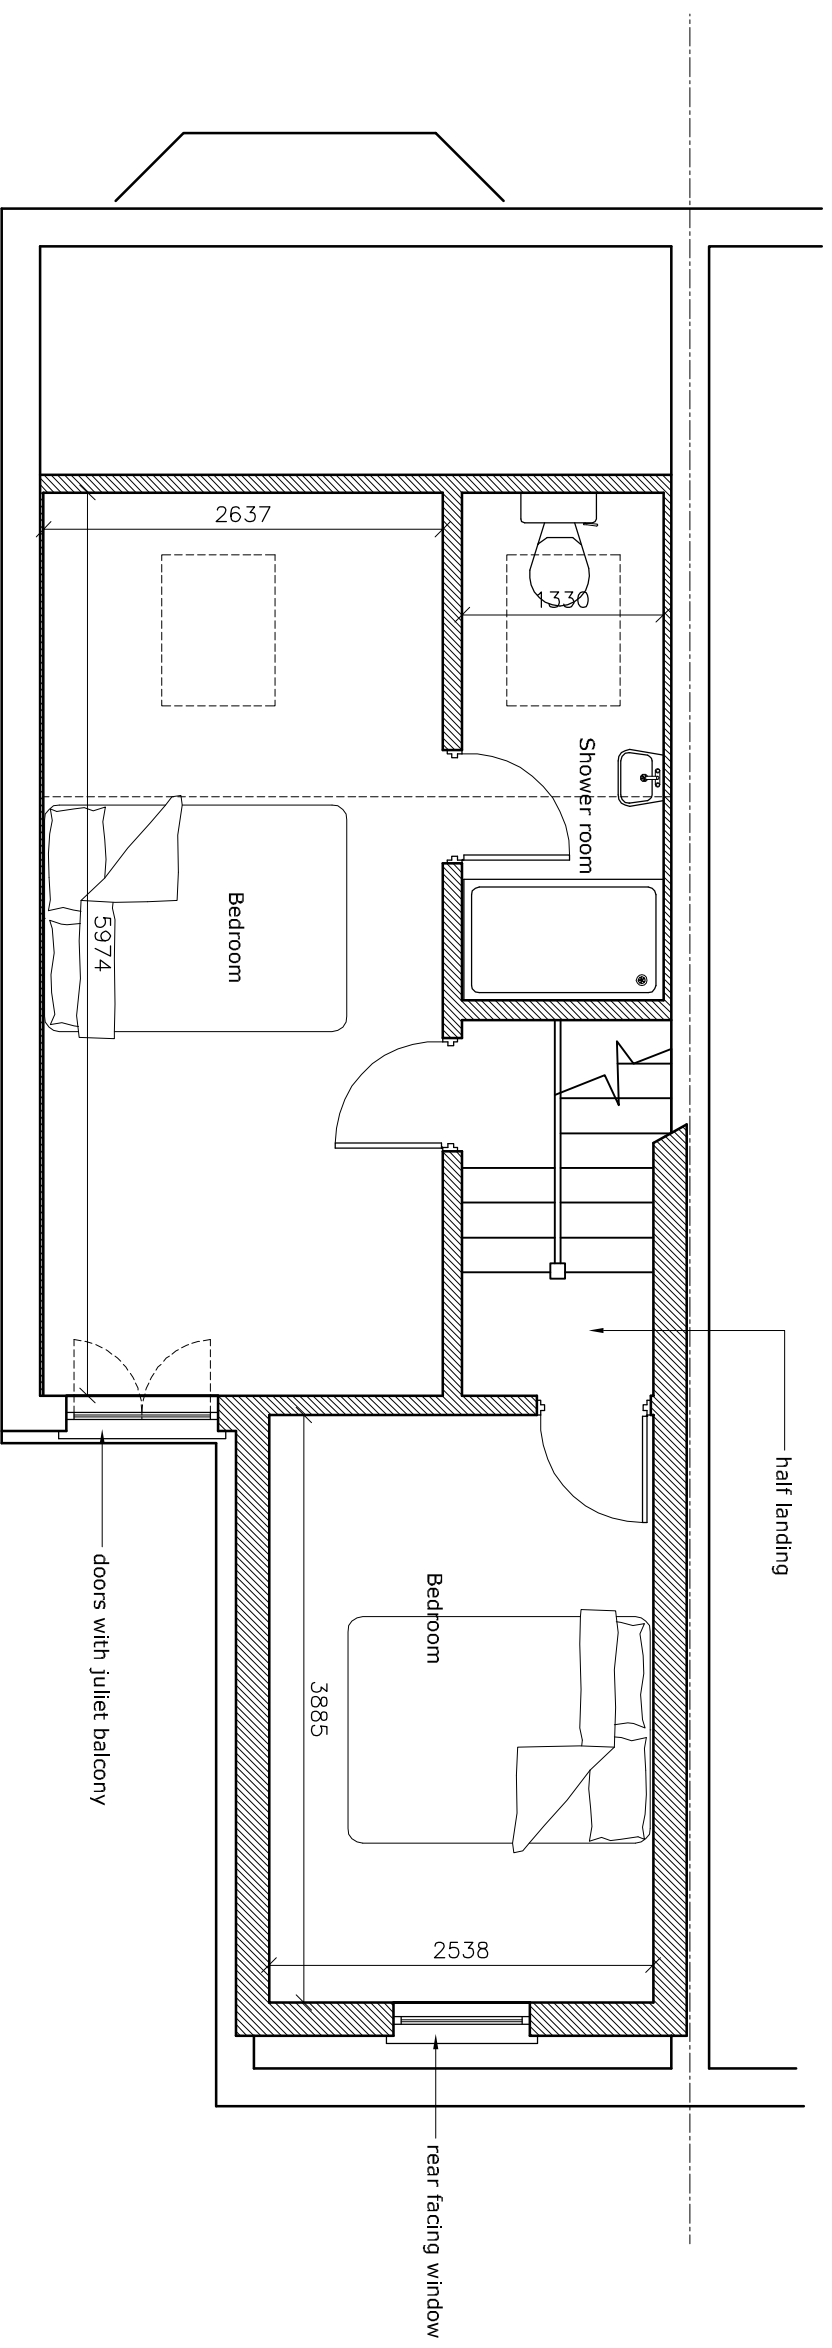 2637
1330
Shower room
Bedroom
5974
half landing
doors with juliet balcony
Bedroom
3885
2538
rear facing window